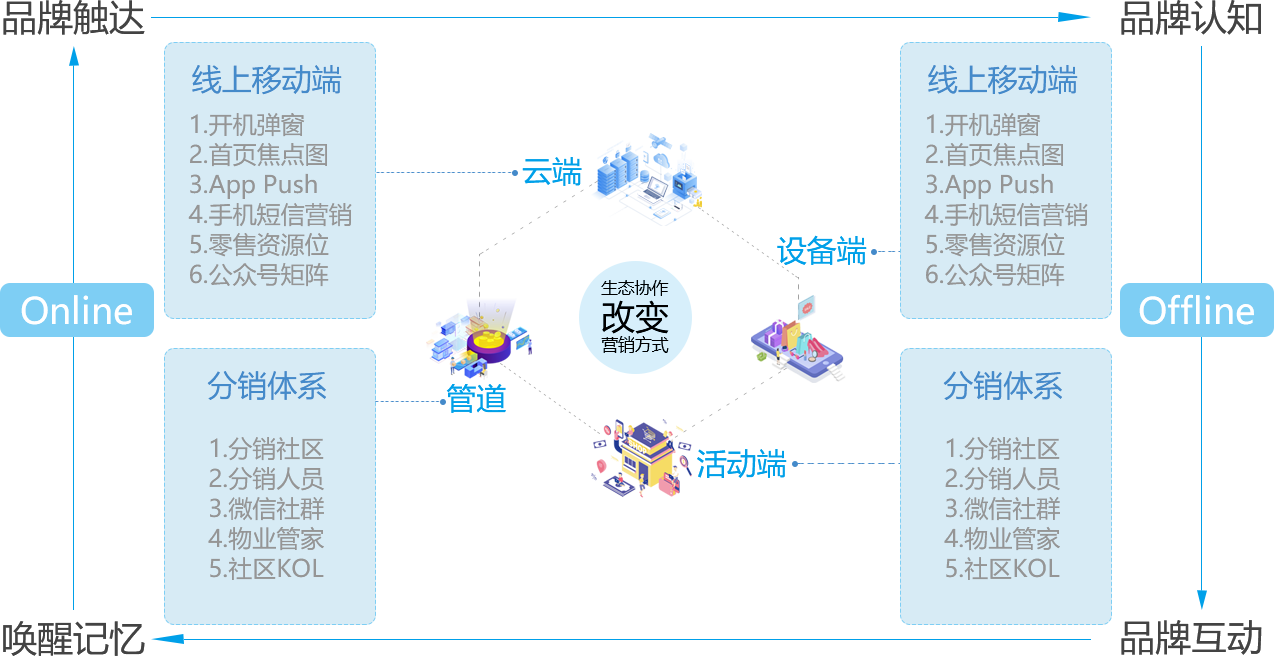 品牌触达
品牌认知
线上移动端
1.开机弹窗
2.首页焦点图
3.App Push
4.手机短信营销
5.零售资源位
6.公众号矩阵
Online
分销体系
1.分销社区
2.分销人员
3.微信社群
4.物业管家
5.社区KOL
云端
设备端
生态协作
改变
营销方式
管道
活动端
线上移动端
1.开机弹窗
2.首页焦点图
3.App Push
4.手机短信营销
5.零售资源位
6.公众号矩阵
Offline
分销体系
1.分销社区
2.分销人员
3.微信社群
4.物业管家
5.社区KOL
唤醒记忆
品牌互动